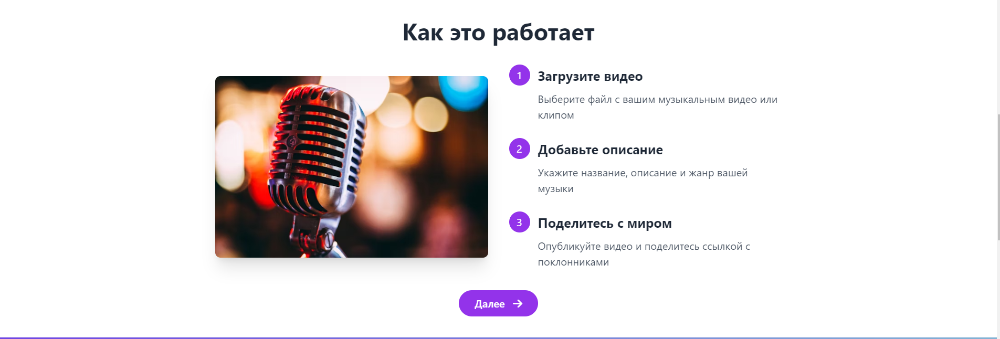 Как это работает
1
Загрузите видео
Выберите файл с вашим музыкальным видео или
клипом
2
Добавьте описание
Укажите название, описание и жанр вашей
музыки
3
Поделитесь с миром
Опубликуйте видео и поделитесь ссылкой с
поклонниками
Далее →